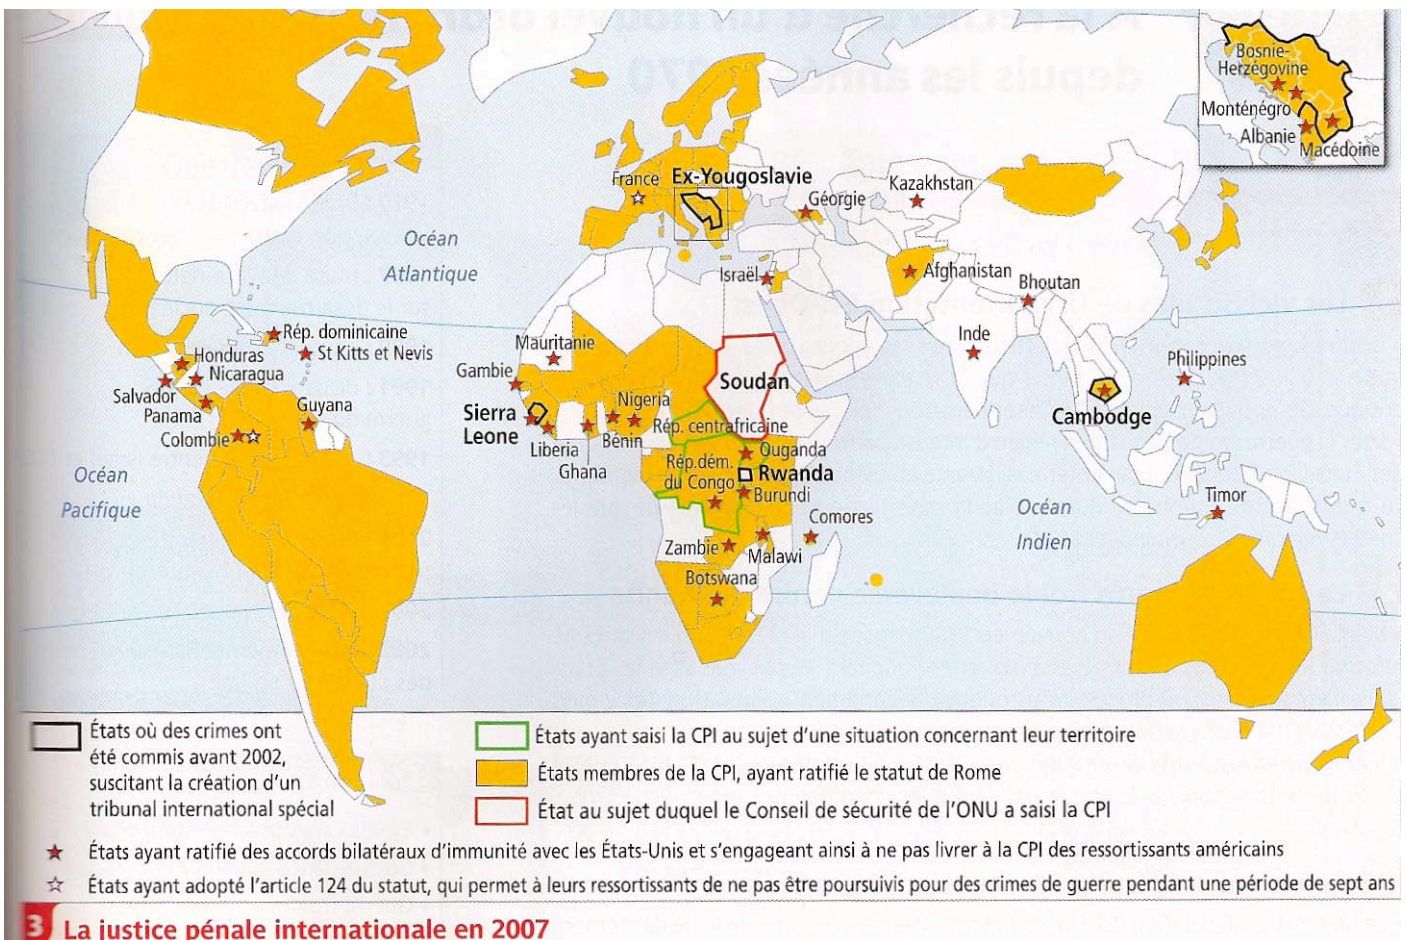 depuis les années 1970
Bosnie-
Herzégovine
Monténégro
Albanie
Macédoine
France
Ex-Yougoslavie
Géorgie
Kazakhstan
Océan
Atlantique
Israël
Afghanistan
Bhoutan
Inde
Rép. dominicaine
St Kitts et Nevis
Honduras
Nicaragua
Salvador
Panama
Colombie
Guyana
Mauritanie
Gambie
Sierra
Leone
Liberia
Ghana
Bénin
Nigeria
Soudan
Rép. centrafricaine
Ouganda
Rép.dém.
du Congo
Rwanda
Burundi
Comores
Zambie
Malawi
Botswana
Philippines
Cambodge
Timor
Océan
Pacifique
Océan
Indien
États où des crimes ont
été commis avant 2002,
suscitant la création d'un
tribunal international spécial
États ayant saisi la CPI au sujet d'une situation concernant leur territoire
États membres de la CPI, ayant ratifié le statut de Rome
État au sujet duquel le Conseil de sécurité de l'ONU a saisi la CPI
États ayant ratifié des accords bilatéraux d'immunité avec les États-Unis et s'engageant ainsi à ne pas livrer à la CPI des ressortissants américains
États ayant adopté l'article 124 du statut, qui permet à leurs ressortissants de ne pas être poursuivis pour des crimes de guerre pendant une période de sept ans
3 La justice pénale internationale en 2007